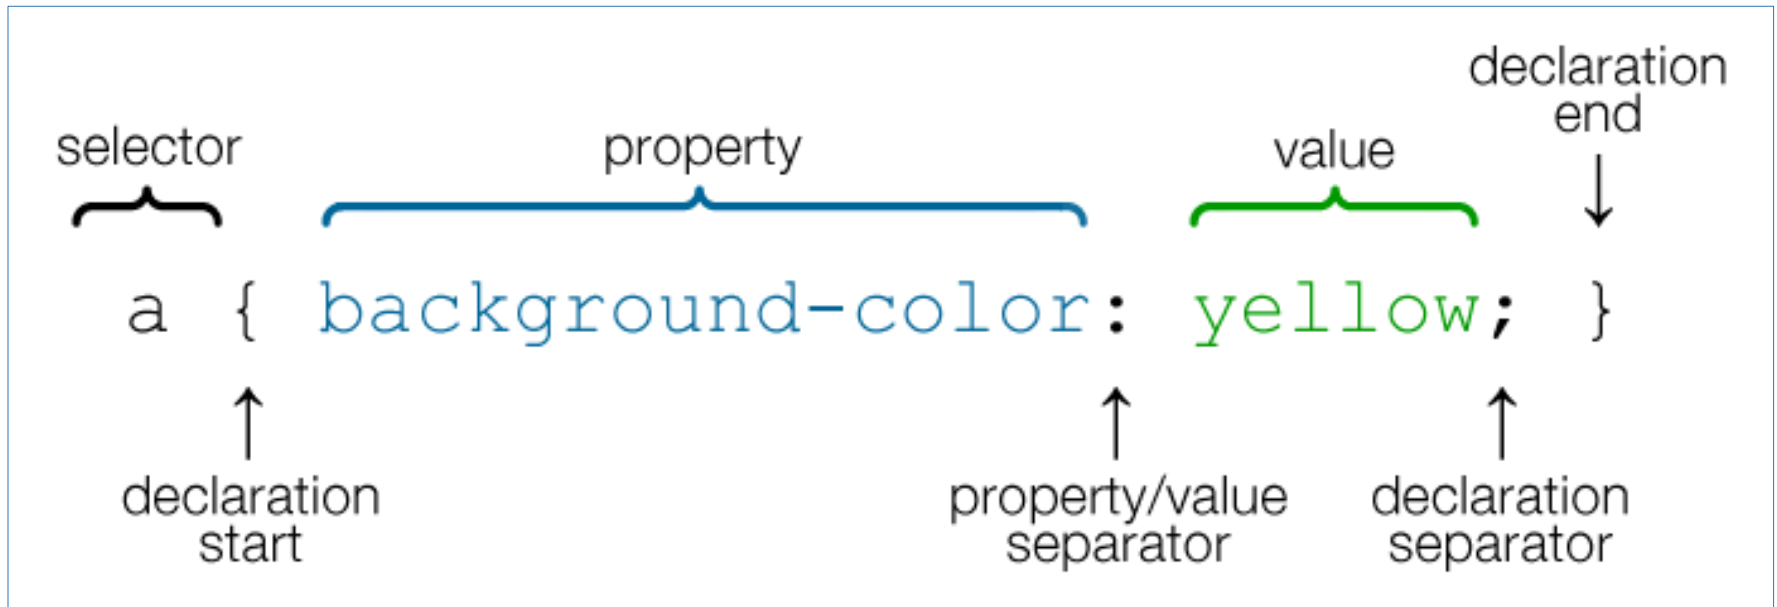 declaration
end
selector
property
value
a { background-color: yellow; }
declaration
start
property/value
separator
declaration
separator